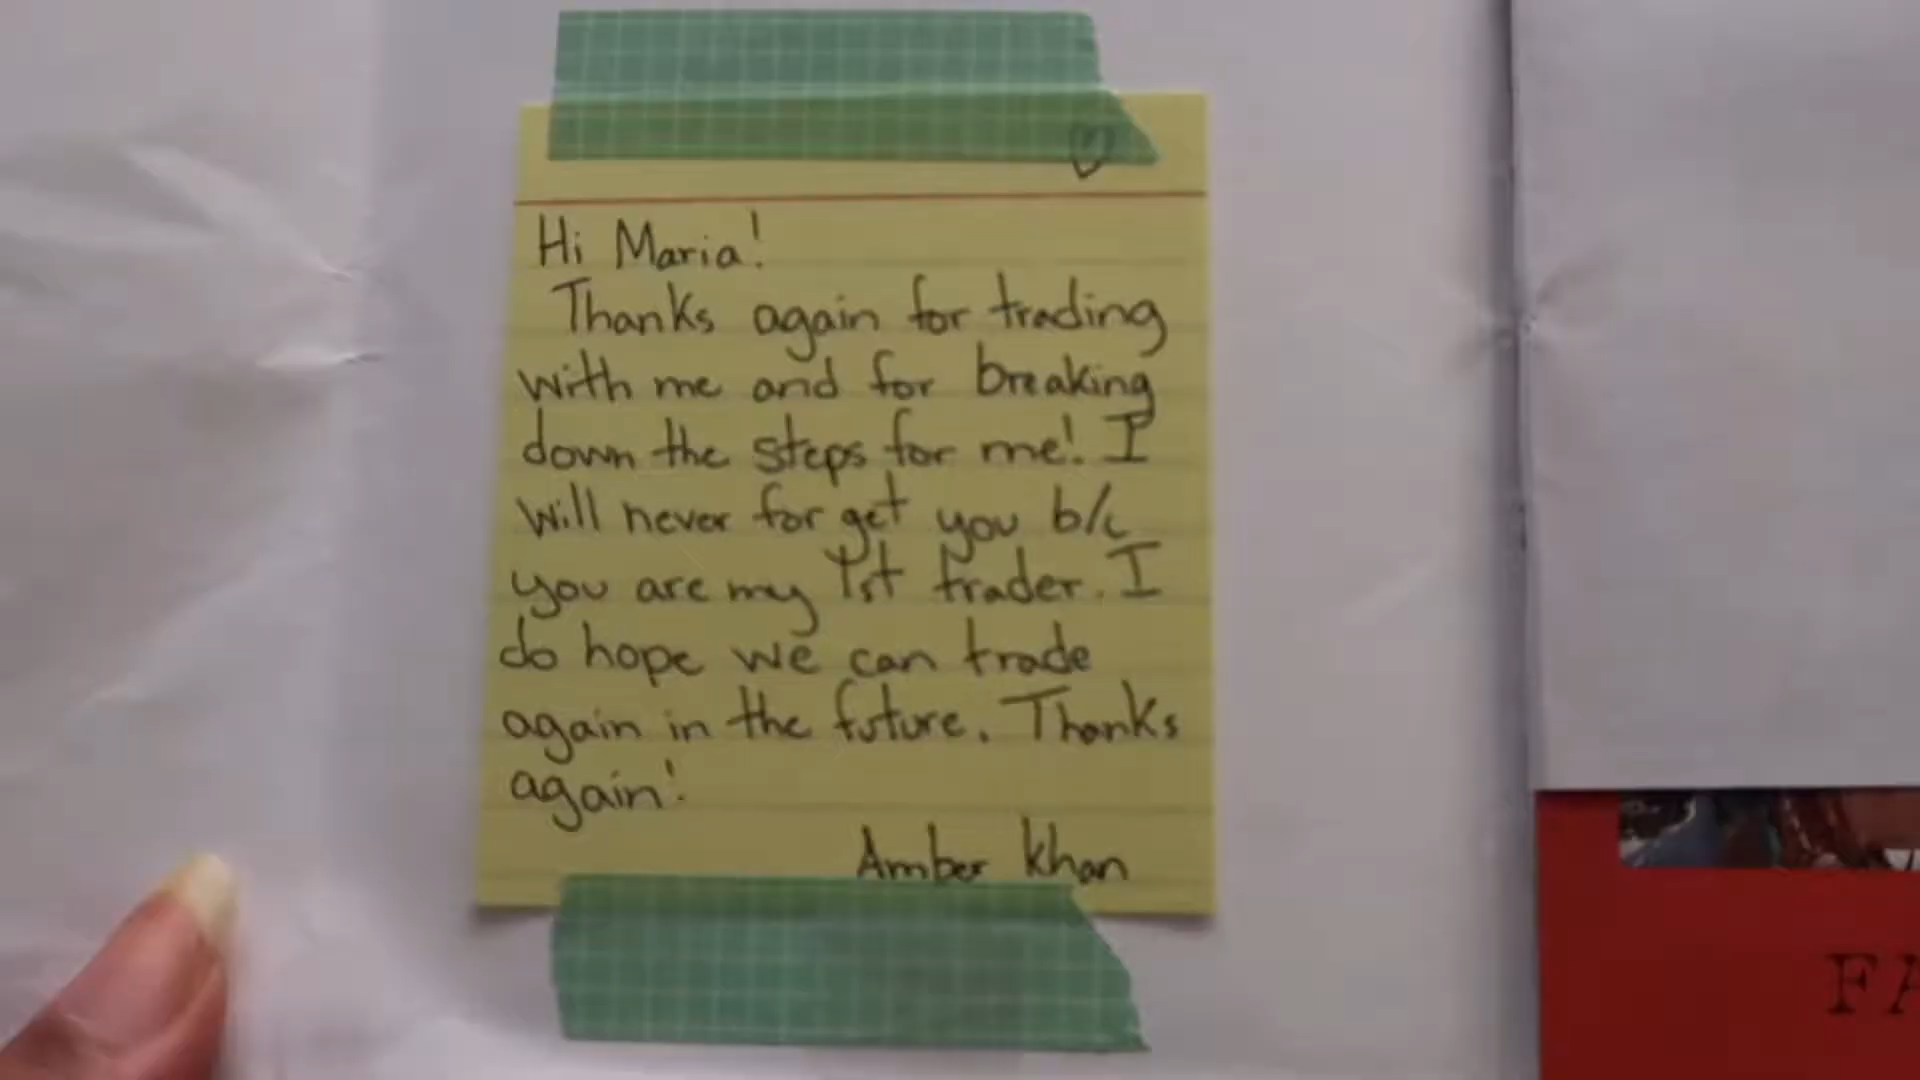 Hi Maria!
Thanks again for trading
with me and for breaking
down the steps for me! I
will never forget you b/c
you are my 1st trader. I
do hope we can trade
again in the future. Thanks
again!
Amber Khan
FA